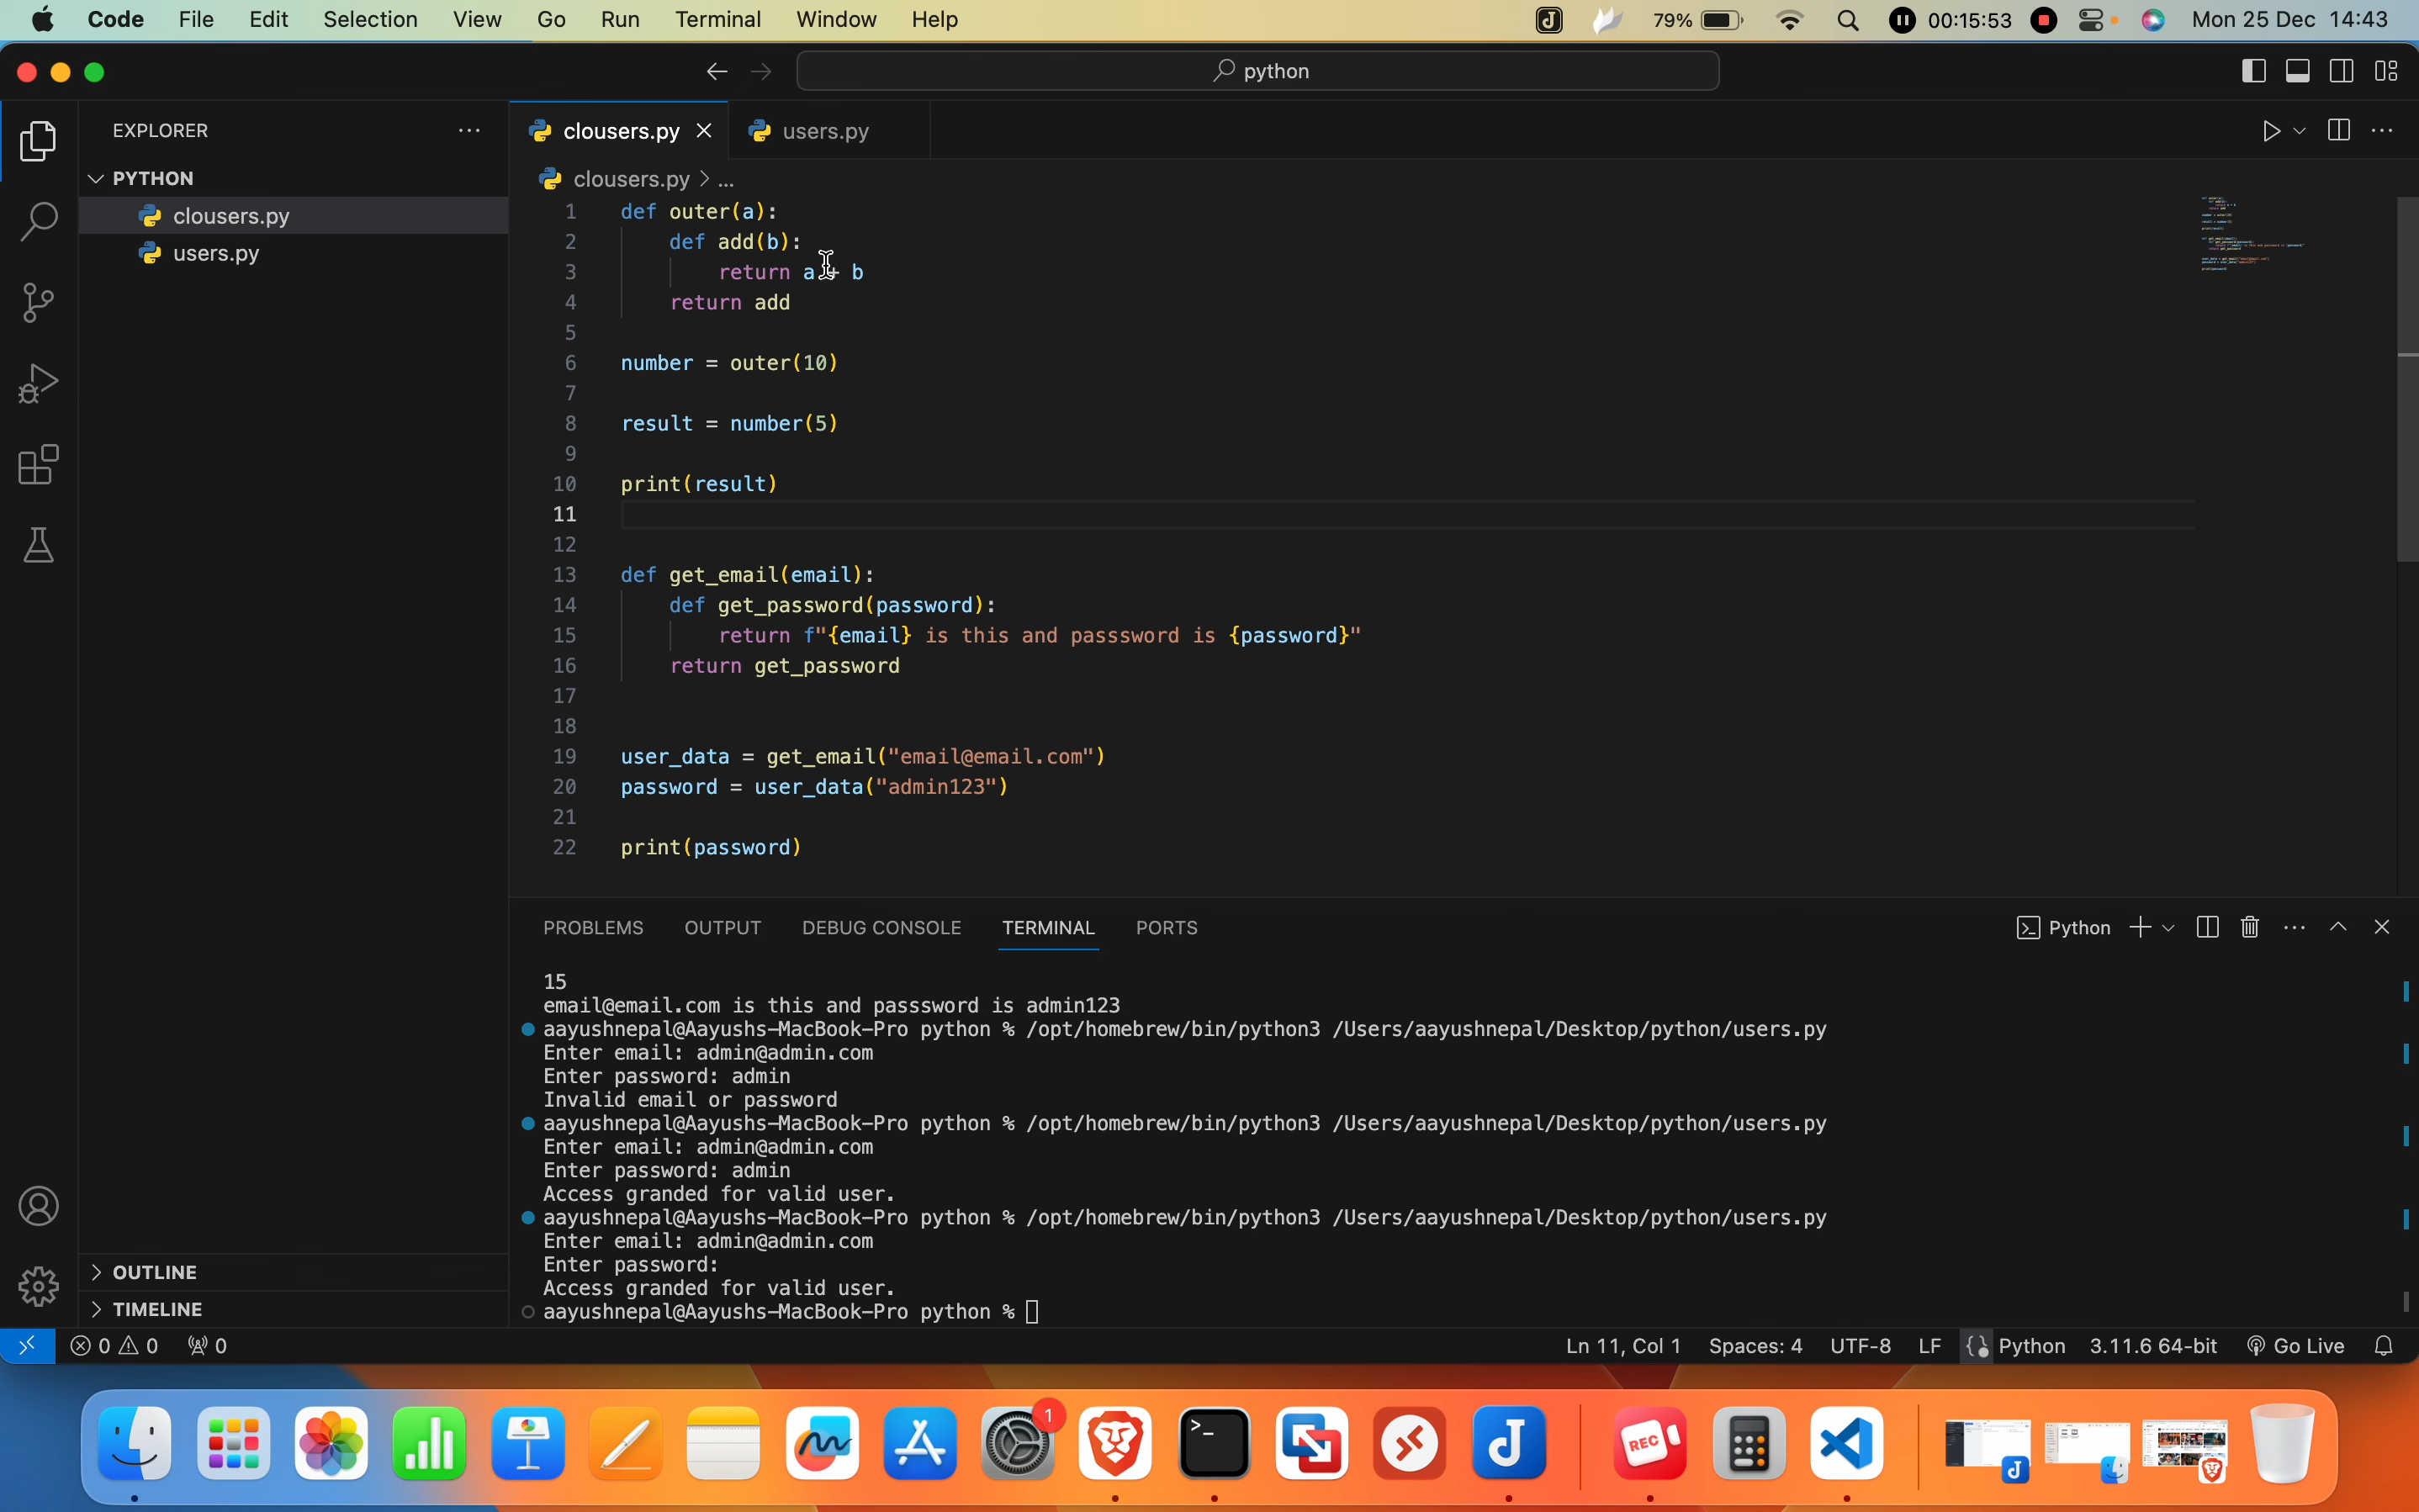 Code File Edit Selection View Go Run Terminal Window Help 79% 00:15:53 Mon 25 Dec 14:43
python
EXPLORER
PYTHON
clousers.py
users.py
OUTLINE
TIMELINE
clousers.py users.py
clousers.py > ...
1 def outer(a):
2 def add(b):
3 return a + b
4 return add
5
6 number = outer(10)
7
8 result = number(5)
9
10 print(result)
11
12
13 def get_email(email):
14 def get_password(password):
15 return f"{email} is this and passsword is {password}"
16 return get_password
17
18
19 user_data = get_email("email@email.com")
20 password = user_data("admin123")
21
22 print(password)
PROBLEMS OUTPUT DEBUG CONSOLE TERMINAL PORTS Python
15
email@email.com is this and passsword is admin123
aayushnepal@Aayushs-MacBook-Pro python % /opt/homebrew/bin/python3 /Users/aayushnepal/Desktop/python/users.py
Enter email: admin@admin.com
Enter password: admin
Invalid email or password
aayushnepal@Aayushs-MacBook-Pro python % /opt/homebrew/bin/python3 /Users/aayushnepal/Desktop/python/users.py
Enter email: admin@admin.com
Enter password: admin
Access granded for valid user.
aayushnepal@Aayushs-MacBook-Pro python % /opt/homebrew/bin/python3 /Users/aayushnepal/Desktop/python/users.py
Enter email: admin@admin.com
Enter password:
Access granded for valid user.
aayushnepal@Aayushs-MacBook-Pro python %
0 0 0 Ln 11, Col 1 Spaces: 4 UTF-8 LF Python 3.11.6 64-bit Go Live
1
REC